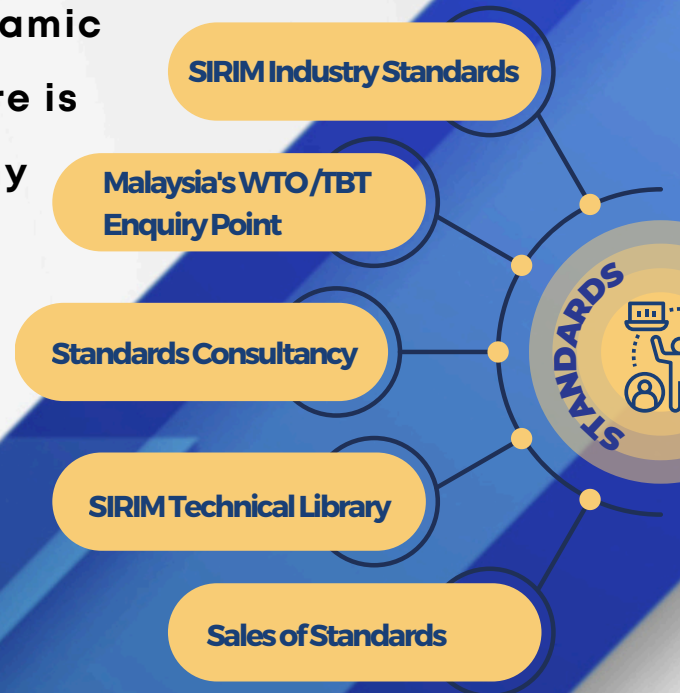 amic
re is
y
SIRIM Industry Standards
Malaysia's WTO/TBT
Enquiry Point
Standards Consultancy
SIRIM Technical Library
Sales of Standards
STANDARDS